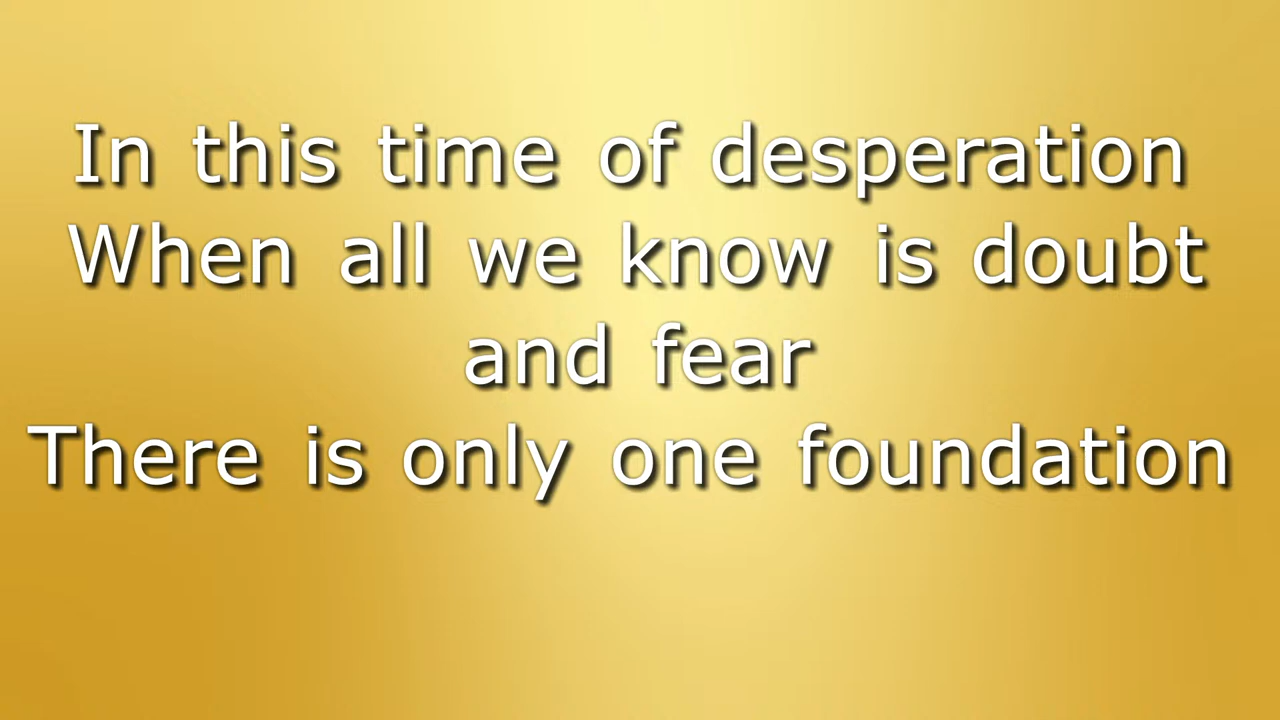 In this time of desperation
When all we know is doubt
and fear
There is only one foundation